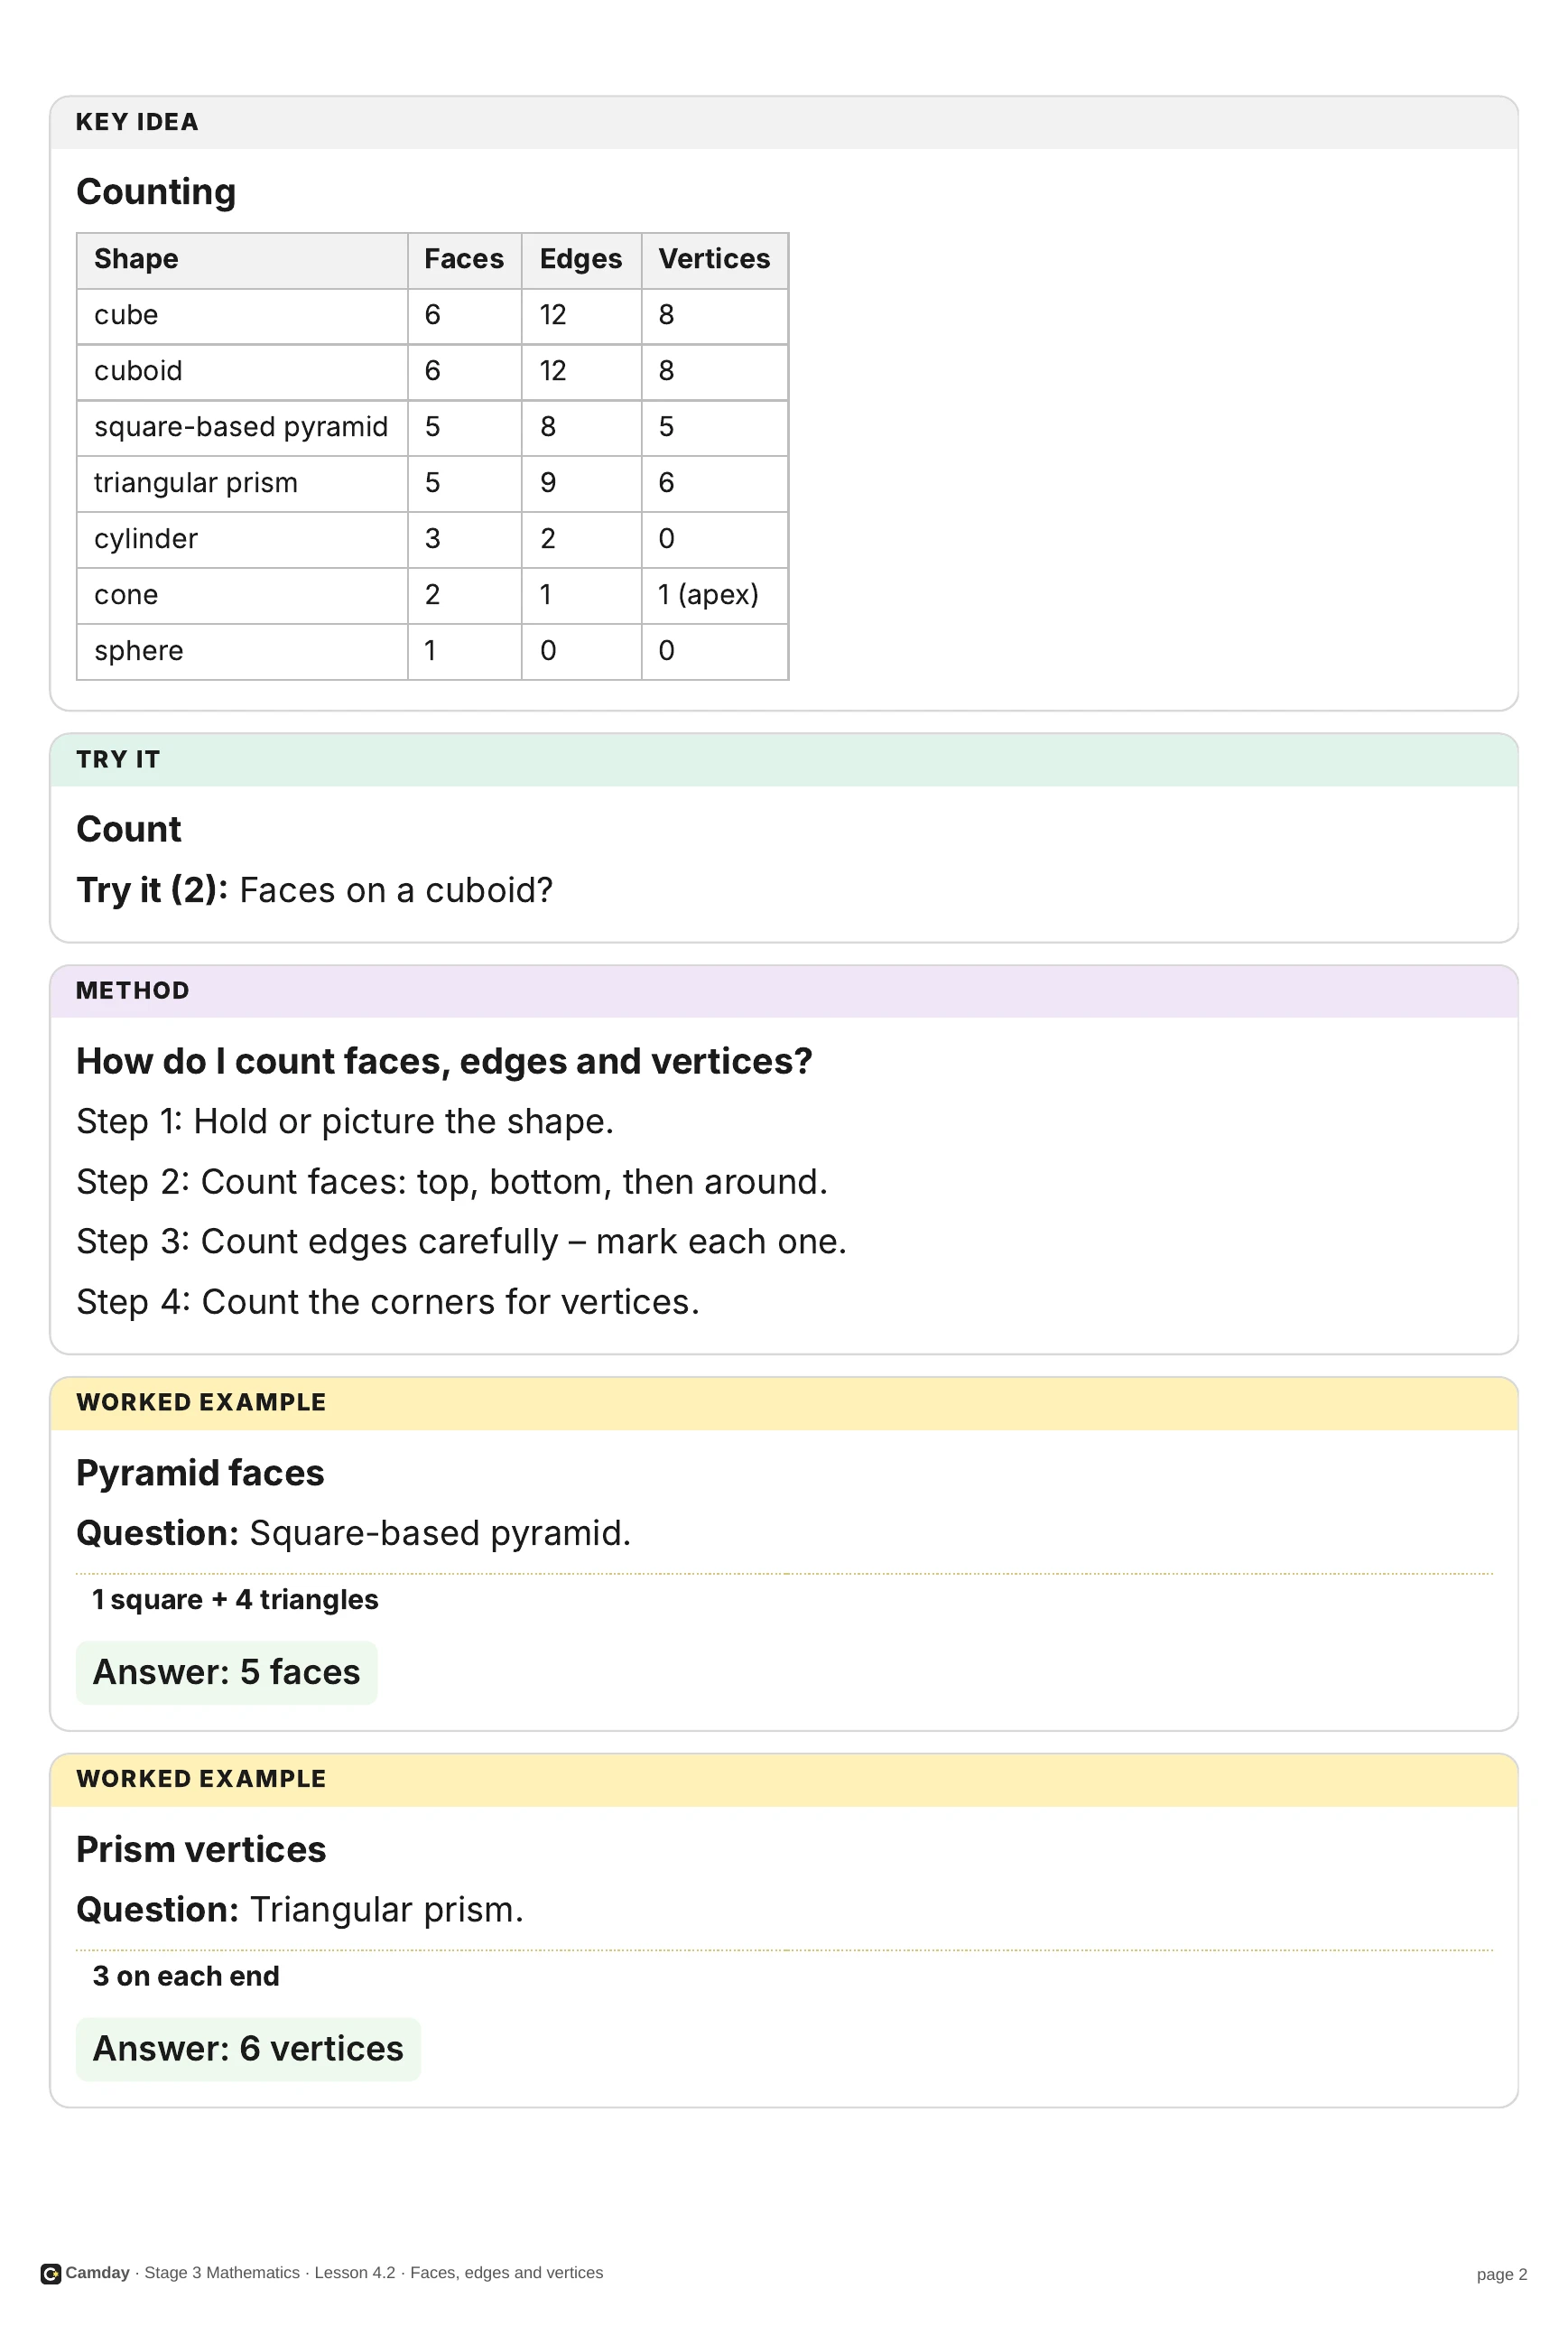 KEY IDEA
Counting
Shape Faces Edges Vertices
cube 6 12 8
cuboid 6 12 8
square-based pyramid 5 8 5
triangular prism 5 9 6
cylinder 3 2 0
cone 2 1 1 (apex)
sphere 1 0 0
TRY IT
Count
Try it (2): Faces on a cuboid?
METHOD
How do I count faces, edges and vertices?
Step 1: Hold or picture the shape.
Step 2: Count faces: top, bottom, then around.
Step 3: Count edges carefully – mark each one.
Step 4: Count the corners for vertices.
WORKED EXAMPLE
Pyramid faces
Question: Square-based pyramid.
1 square + 4 triangles
Answer: 5 faces
WORKED EXAMPLE
Prism vertices
Question: Triangular prism.
3 on each end
Answer: 6 vertices
Camday · Stage 3 Mathematics · Lesson 4.2 · Faces, edges and vertices page 2